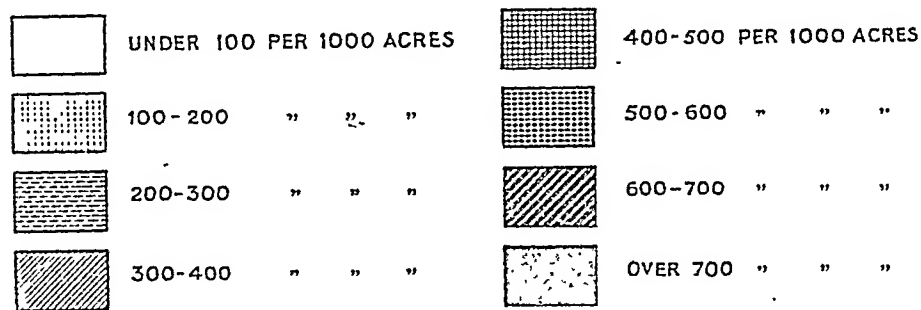 UNDER 100 PER 1000 ACRES
100-200 " " "
200-300 " " "
300-400 " " "
400-500 PER 1000 ACRES
500-600 " " "
600-700 " " "
OVER 700 " " "